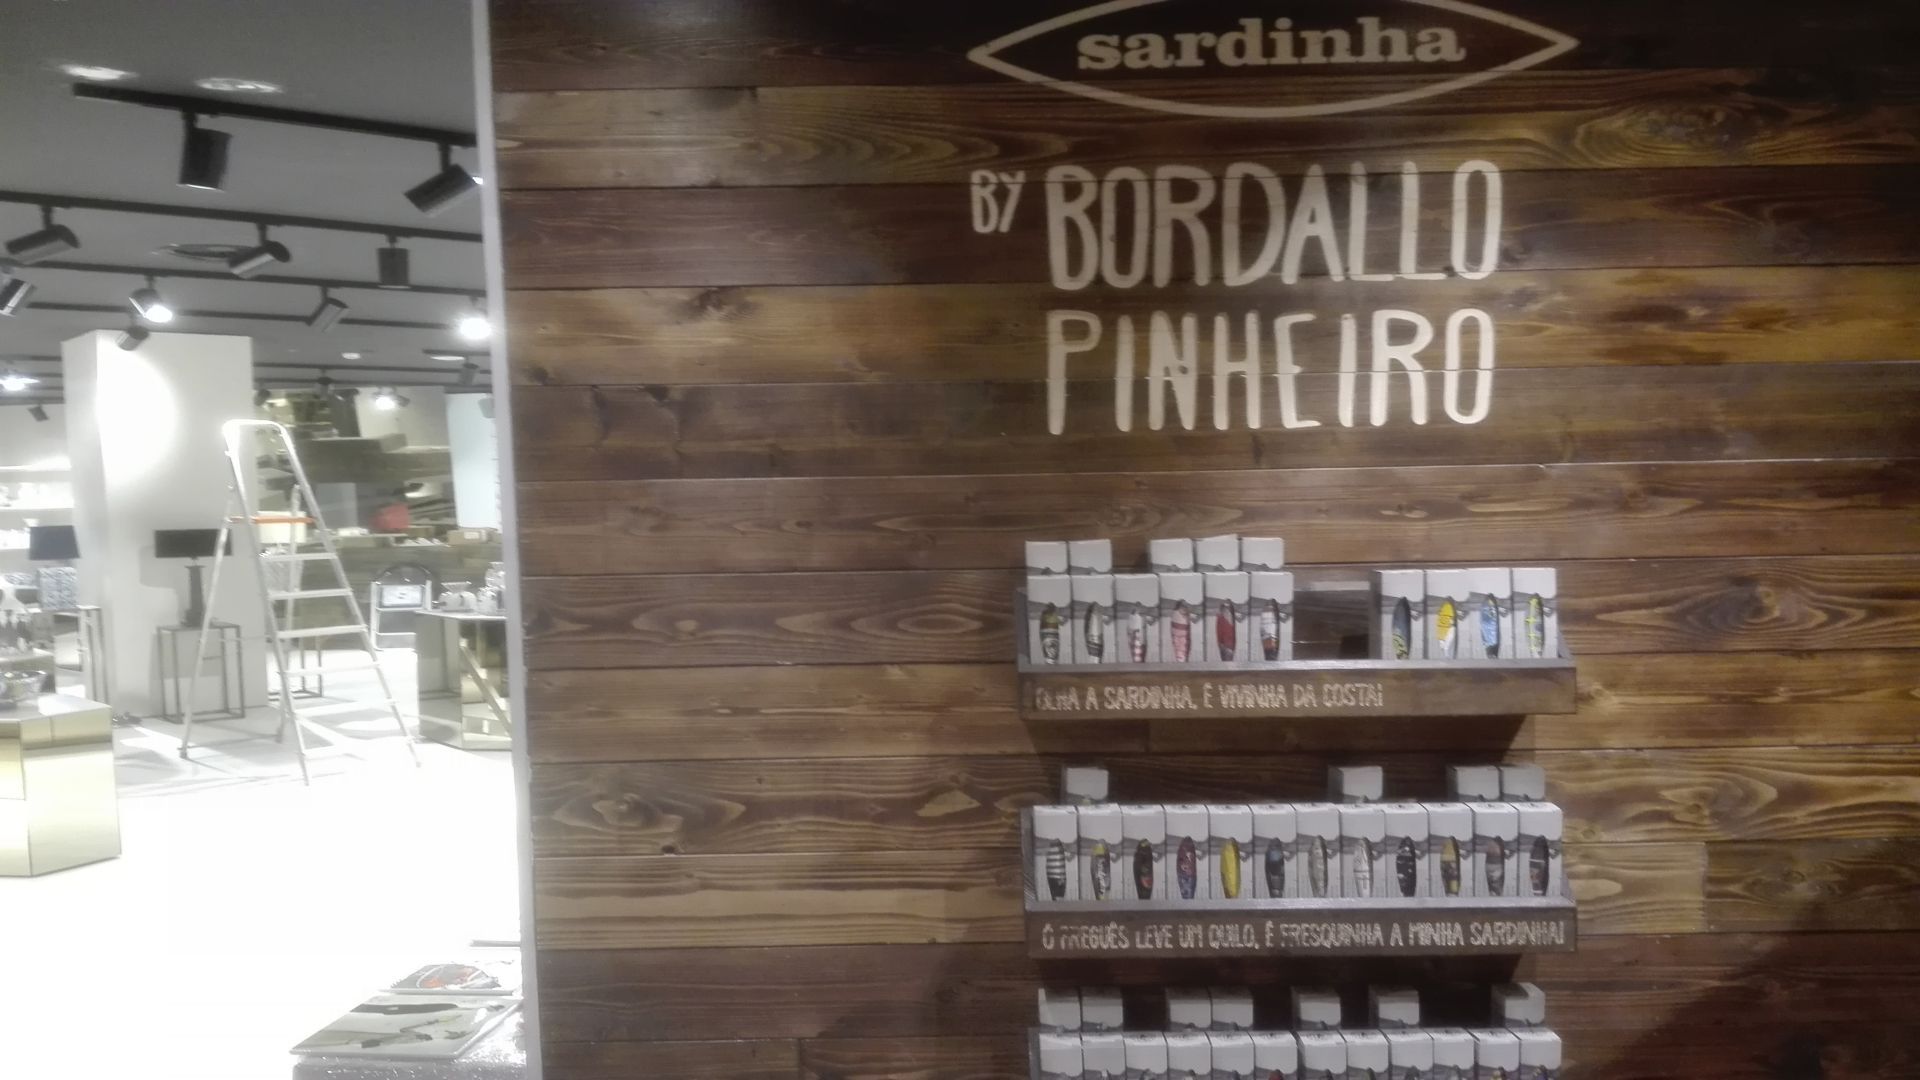 sardinha
BY BORDALLO
PINHEIRO
OLHA A SARDINHA, É VIVINHA DA COSTA!
Ó FREGUÊS LEVE UM QUILO, É FRESQUINHA A MINHA SARDINHA!